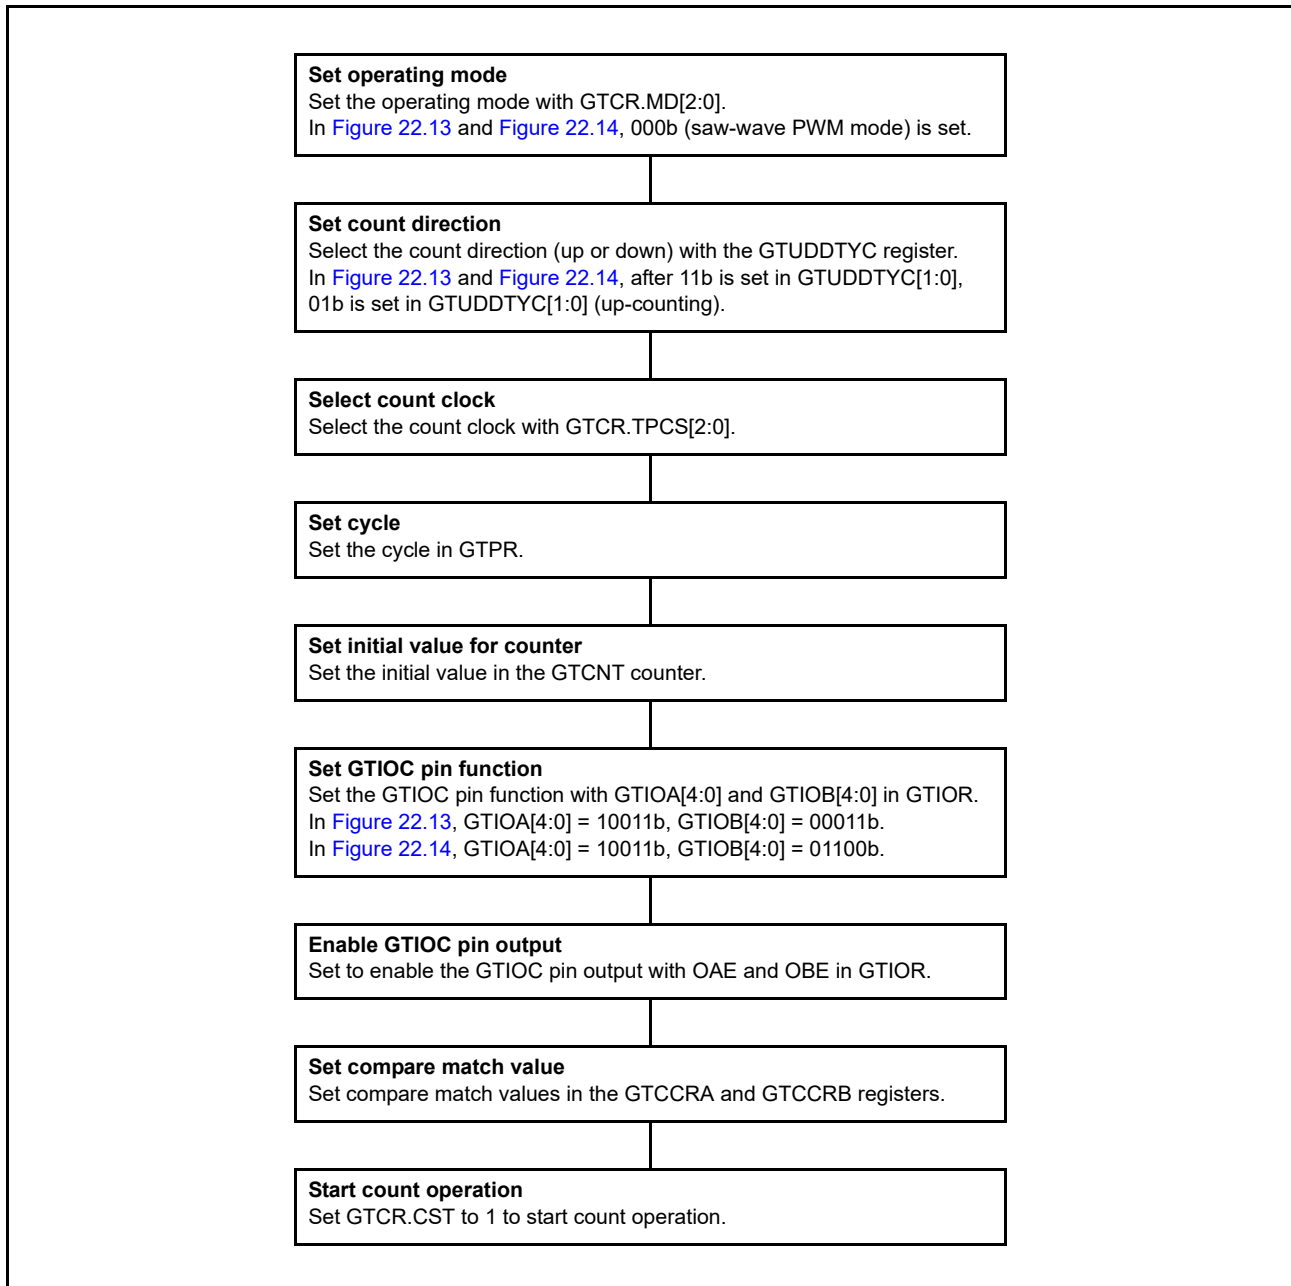 Set operating mode
Set the operating mode with GTCR.MD[2:0].
In Figure 22.13 and Figure 22.14, 000b (saw-wave PWM mode) is set.
Set count direction
Select the count direction (up or down) with the GTUDDTYC register.
In Figure 22.13 and Figure 22.14, after 11b is set in GTUDDTYC[1:0],
01b is set in GTUDDTYC[1:0] (up-counting).
Select count clock
Select the count clock with GTCR.TPCS[2:0].
Set cycle
Set the cycle in GTPR.
Set initial value for counter
Set the initial value in the GTCNT counter.
Set GTIOC pin function
Set the GTIOC pin function with GTIOA[4:0] and GTIOB[4:0] in GTIOR.
In Figure 22.13, GTIOA[4:0] = 10011b, GTIOB[4:0] = 00011b.
In Figure 22.14, GTIOA[4:0] = 10011b, GTIOB[4:0] = 01100b.
Enable GTIOC pin output
Set to enable the GTIOC pin output with OAE and OBE in GTIOR.
Set compare match value
Set compare match values in the GTCCRA and GTCCRB registers.
Start count operation
Set GTCR.CST to 1 to start count operation.